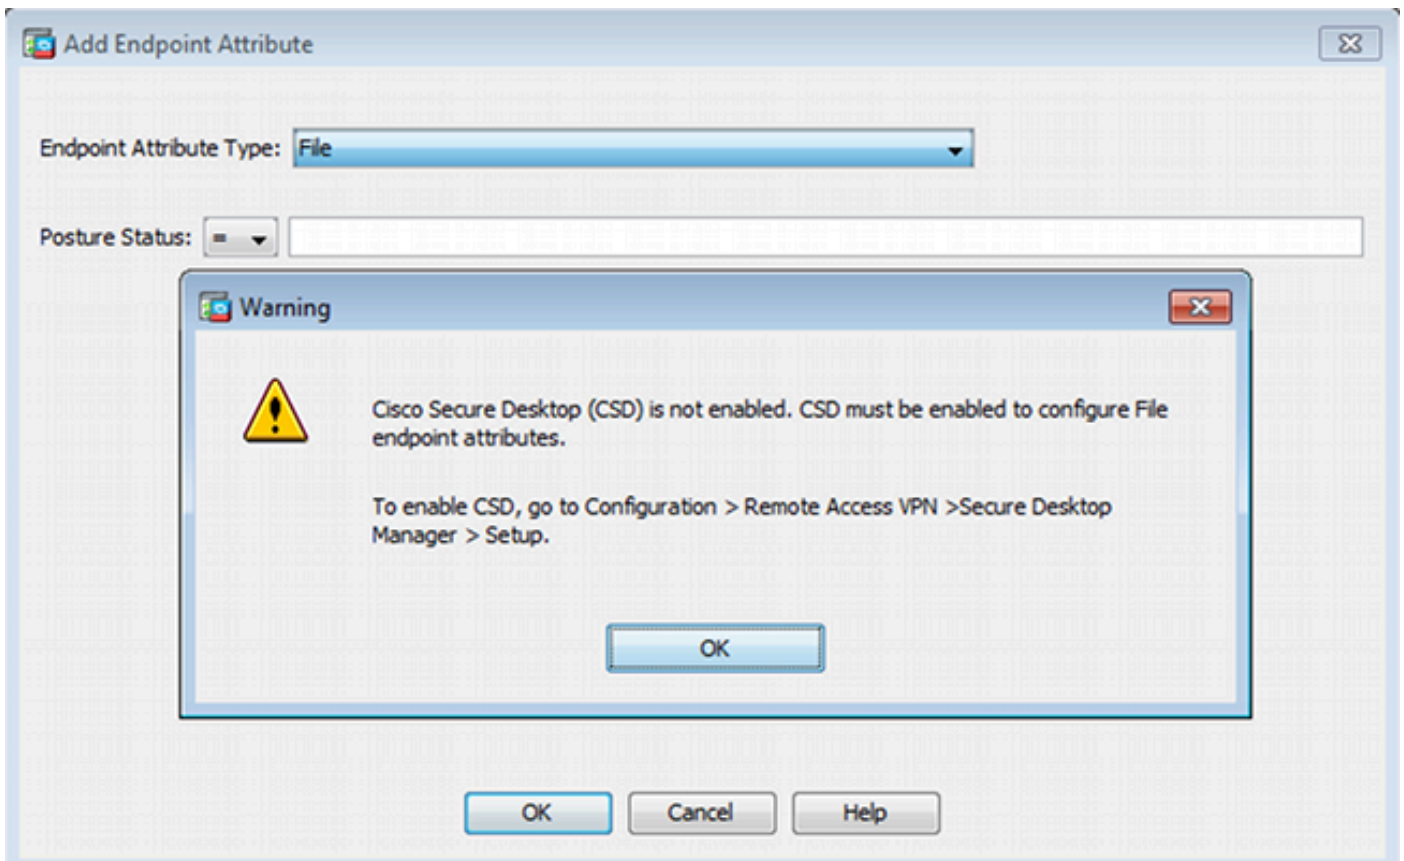 Add Endpoint Attribute
Endpoint Attribute Type: File
Posture Status: =
Warning
Cisco Secure Desktop (CSD) is not enabled. CSD must be enabled to configure File
endpoint attributes.
To enable CSD, go to Configuration > Remote Access VPN >Secure Desktop
Manager > Setup.
OK
OK Cancel Help